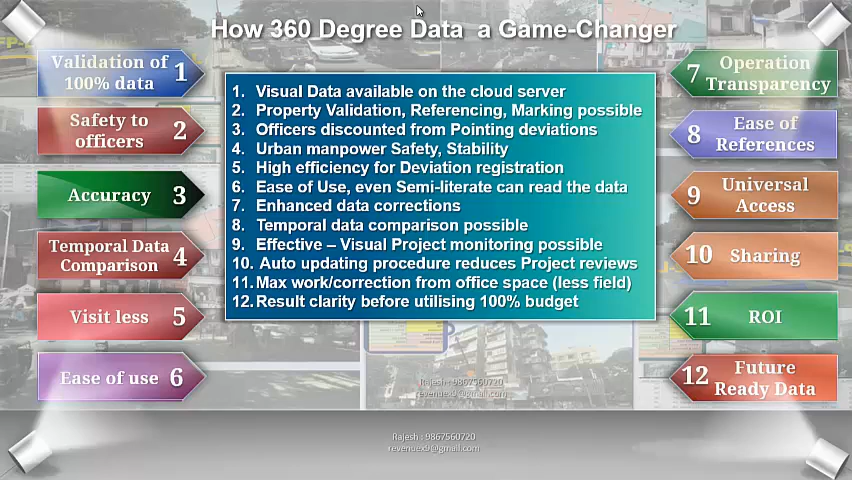 How 360 Degree Data a Game-Changer
Validation of
100% data
1
Safety to
officers
2
Accuracy
3
Temporal Data
Comparison
4
Visit less
5
Ease of use
6
1. Visual Data available on the cloud server
2. Property Validation, Referencing, Marking possible
3. Officers discounted from Pointing deviations
4. Urban manpower Safety, Stability
5. High efficiency for Deviation registration
6. Ease of Use, even Semi-literate can read the data
7. Enhanced data corrections
8. Temporal data comparison possible
9. Effective – Visual Project monitoring possible
10. Auto updating procedure reduces Project reviews
11. Max work/correction from office space (less field)
12. Result clarity before utilising 100% budget
7
Operation
Transparency
8
Ease of
References
9
Universal
Access
10
Sharing
11
ROI
12
Future
Ready Data
Rajesh : 9867560720
Rajesh : 9867560720